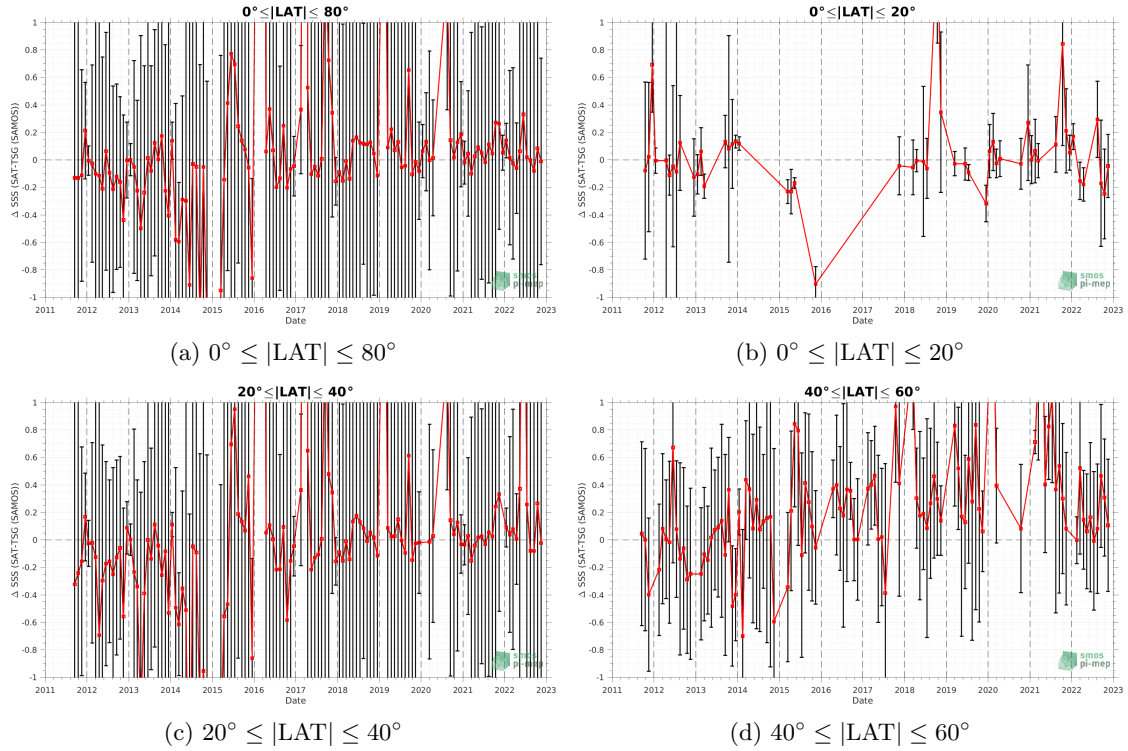 0°≤|LAT|≤ 80°
Δ SSS (SAT-TSG (SAMOS))
1
0.8
0.6
0.4
0.2
0
-0.2
-0.4
-0.6
-0.8
-1
2011 2012 2013 2014 2015 2016 2017 2018 2019 2020 2021 2022 2023
Date
smos
pi-mep
(a) 0° ≤ |LAT| ≤ 80°
0°≤|LAT|≤ 20°
Δ SSS (SAT-TSG (SAMOS))
1
0.8
0.6
0.4
0.2
0
-0.2
-0.4
-0.6
-0.8
-1
2011 2012 2013 2014 2015 2016 2017 2018 2019 2020 2021 2022 2023
Date
smos
pi-mep
(b) 0° ≤ |LAT| ≤ 20°
20°≤|LAT|≤ 40°
Δ SSS (SAT-TSG (SAMOS))
1
0.8
0.6
0.4
0.2
0
-0.2
-0.4
-0.6
-0.8
-1
2011 2012 2013 2014 2015 2016 2017 2018 2019 2020 2021 2022 2023
Date
smos
pi-mep
(c) 20° ≤ |LAT| ≤ 40°
40°≤|LAT|≤ 60°
Δ SSS (SAT-TSG (SAMOS))
1
0.8
0.6
0.4
0.2
0
-0.2
-0.4
-0.6
-0.8
-1
2011 2012 2013 2014 2015 2016 2017 2018 2019 2020 2021 2022 2023
Date
smos
pi-mep
(d) 40° ≤ |LAT| ≤ 60°